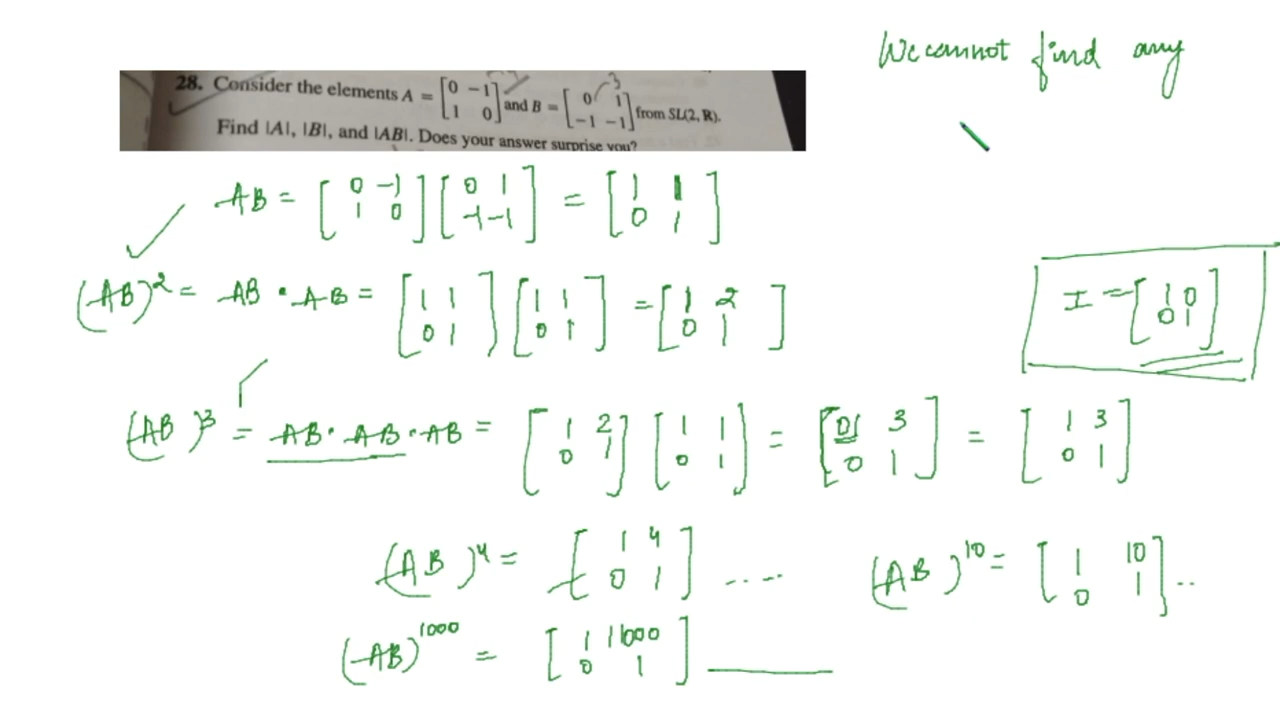 We cannot find any
28. Consider the elements A = [0 -1; 1 0] and B = [0 1; -1 -1] from SL(2, R).
3
Find |A|, |B|, and |AB|. Does your answer surprise you?
AB = [0 -1; 1 0] [0 1; -1 -1] = [1 1; 0 1]
(AB)² = AB · AB = [1 1; 0 1] [1 1; 0 1] = [1 2; 0 1]
I = [1 0; 0 1]
(AB)³ = AB · AB · AB = [1 2; 0 1] [1 1; 0 1] = [01 3; 0 1] = [1 3; 0 1]
(AB)⁴ = [1 4; 0 1] ....
(AB)¹⁰ = [1 10; 0 1] ..
(AB)¹⁰⁰⁰ = [1 1000; 0 1]